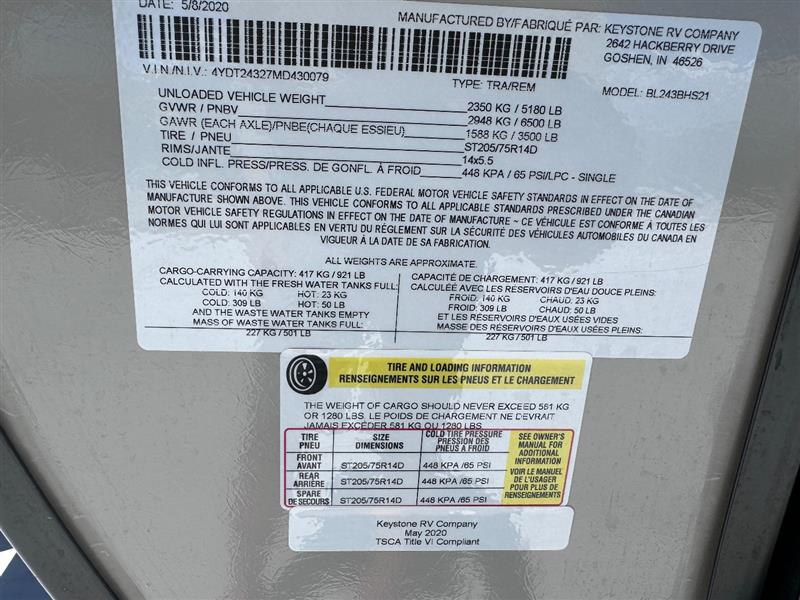 DATE: 5/8/2020
MANUFACTURED BY/FABRIQUÉ PAR: KEYSTONE RV COMPANY
2642 HACKBERRY DRIVE
GOSHEN, IN 46526
V.I.N./N.I.V.: 4YDT24327MD430079
TYPE: TRA/REM
MODEL: BL243BHS21
UNLOADED VEHICLE WEIGHT 2350 KG / 5180 LB
GVWR / PNBV 2948 KG / 6500 LB
GAWR (EACH AXLE)/PNBE(CHAQUE ESSIEU) 1588 KG / 3500 LB
TIRE / PNEU ST205/75R14D
RIMS/JANTE 14x5.5
COLD INFL. PRESS/PRESS. DE GONFL. À FROID 448 KPA / 65 PSI/LPC - SINGLE
THIS VEHICLE CONFORMS TO ALL APPLICABLE U.S. FEDERAL MOTOR VEHICLE SAFETY STANDARDS IN EFFECT ON THE DATE OF
MANUFACTURE SHOWN ABOVE. THIS VEHICLE CONFORMS TO ALL APPLICABLE STANDARDS PRESCRIBED UNDER THE CANADIAN
MOTOR VEHICLE SAFETY REGULATIONS IN EFFECT ON THE DATE OF MANUFACTURE ~ CE VÉHICULE EST CONFORME À TOUTES LES
NORMES QUI LUI SONT APPLICABLES EN VERTU DU RÉGLEMENT SUR LA SÉCURITÉ DES VÉHICULES AUTOMOBILES DU CANADA EN
VIGUEUR À LA DATE DE SA FABRICATION.
ALL WEIGHTS ARE APPROXIMATE.
CARGO-CARRYING CAPACITY: 417 KG / 921 LB
CALCULATED WITH THE FRESH WATER TANKS FULL:
COLD: 140 KG HOT: 23 KG
COLD: 309 LB HOT: 50 LB
AND THE WASTE WATER TANKS EMPTY
MASS OF WASTE WATER TANKS FULL:
227 KG / 501 LB
CAPACITÉ DE CHARGEMENT: 417 KG / 921 LB
CALCULÉE AVEC LES RÉSERVOIRS D'EAU DOUCE PLEINS:
FROID: 140 KG CHAUD: 23 KG
FROID: 309 LB CHAUD: 50 LB
ET LES RÉSERVOIRS D'EAUX USÉES VIDES
MASSE DES RÉSERVOIRS D'EAUX USÉES PLEINS:
227 KG / 501 LB
TIRE AND LOADING INFORMATION
RENSEIGNEMENTS SUR LES PNEUS ET LE CHARGEMENT
THE WEIGHT OF CARGO SHOULD NEVER EXCEED 581 KG
OR 1280 LBS. LE POIDS DE CHARGEMENT NE DEVRAIT
JAMAIS EXCÉDER 581 KG OU 1280 LBS
TIRE
PNEU
SIZE
DIMENSIONS
COLD TIRE PRESSURE
PRESSION DES
PNEUS A FROID
FRONT
AVANT
ST205/75R14D
448 KPA /65 PSI
REAR
ARRIÈRE
ST205/75R14D
448 KPA /65 PSI
SPARE
DE SECOURS
ST205/75R14D
448 KPA /65 PSI
SEE OWNER'S
MANUAL FOR
ADDITIONAL
INFORMATION
VOIR LE MANUEL
DE L'USAGER
POUR PLUS DE
RENSEIGNEMENTS
Keystone RV Company
May 2020
TSCA Title VI Compliant